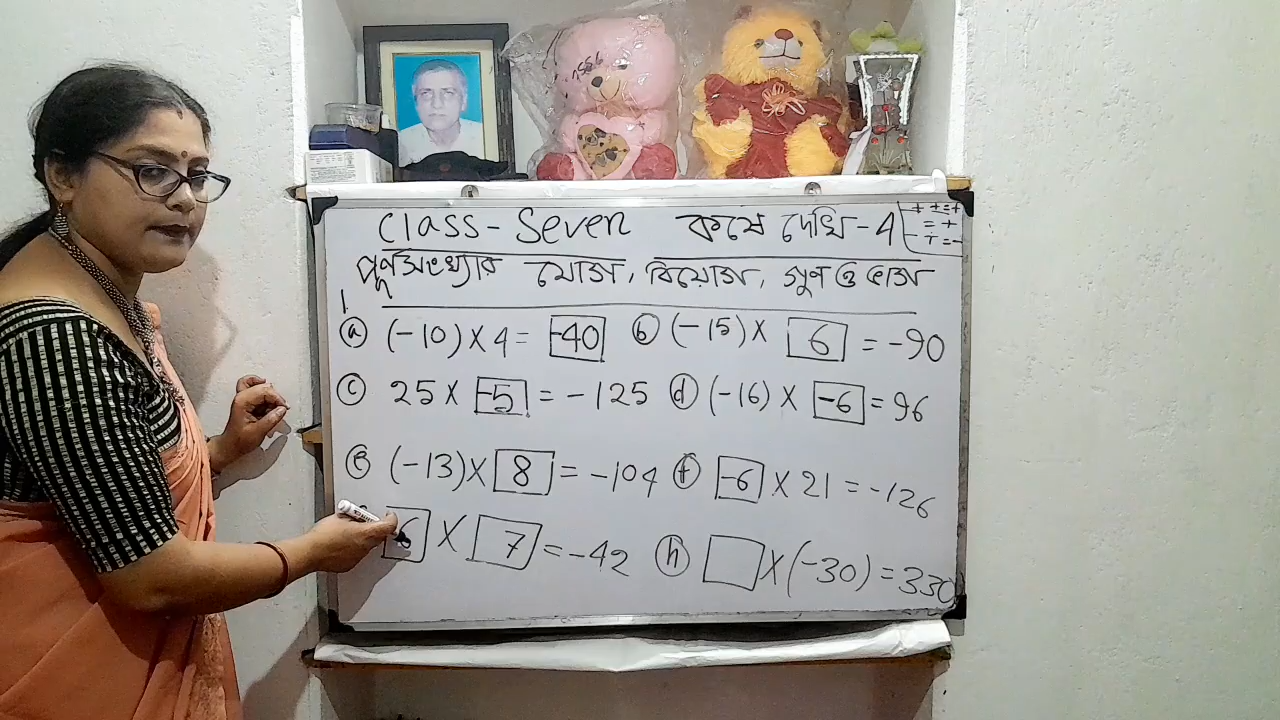 Class - Seven কষে দেখি - 4
+ + = +
- - = +
- + = -
পূর্ণসংখ্যার যোগ, বিয়োগ, গুণ ও ভাগ
1
ⓐ (-10) × 4 = -40 ⓑ (-15) × 6 = -90
ⓒ 25 × -5 = -125 ⓓ (-16) × -6 = 96
ⓔ (-13) × 8 = -104 ⓕ -6 × 21 = -126
6 × 7 = -42 ⓗ □ × (-30) = 330